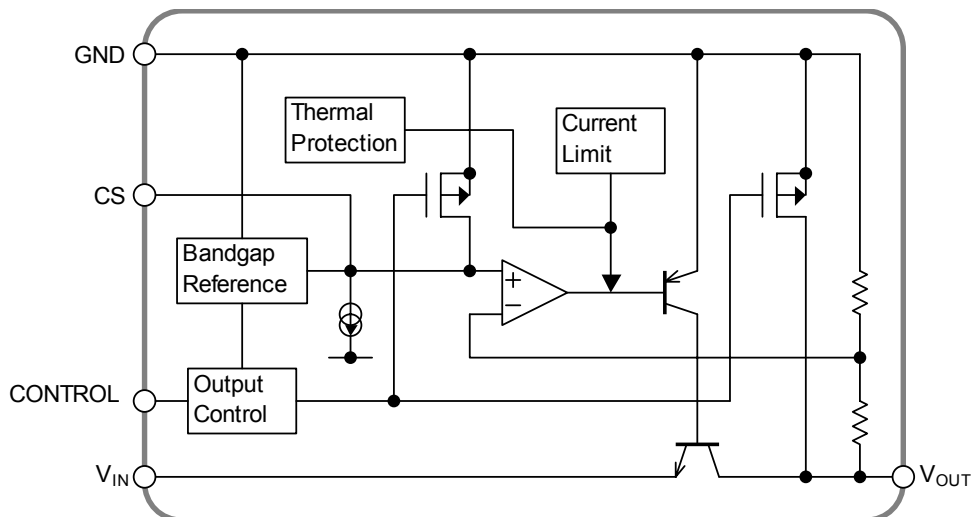 GND
Thermal
Protection
Current
Limit
CS
Bandgap
Reference
+
−
CONTROL
Output
Control
VIN
VOUT